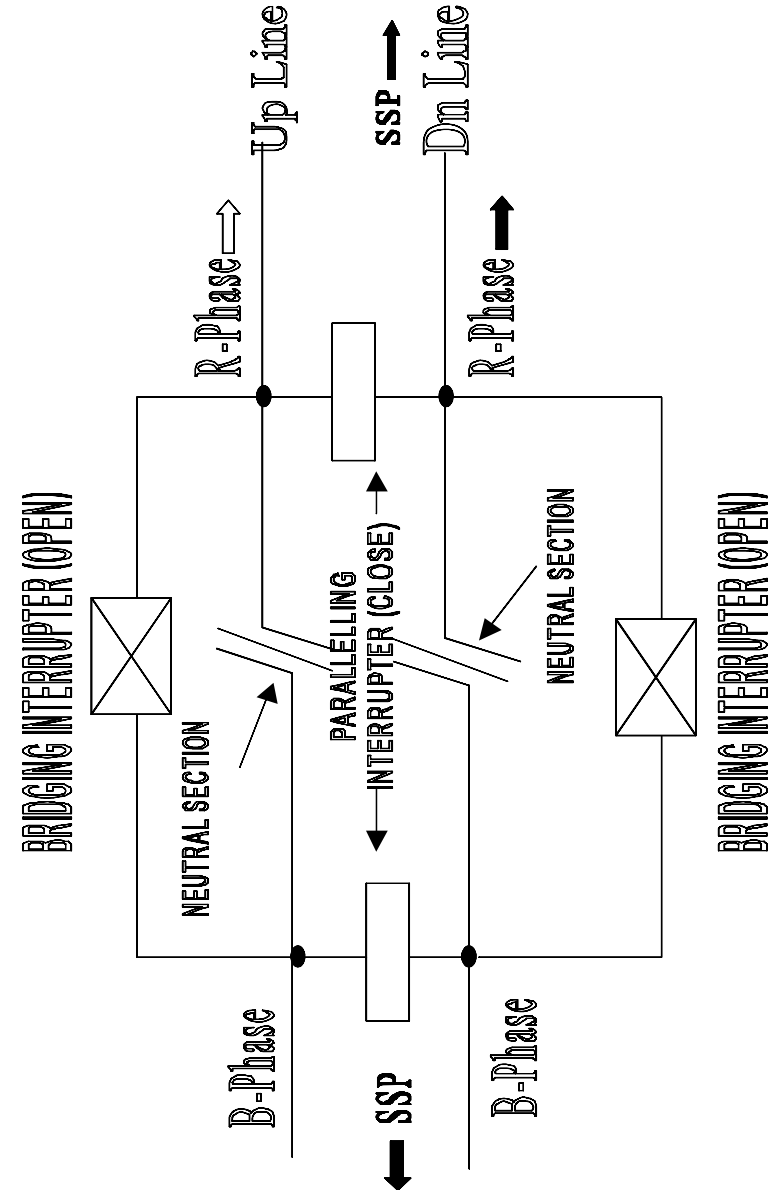 BRIDGING INTERRUPTER (OPEN)
NEUTRAL SECTION
B-Phase
R-Phase
Up Line
PARALLELLING
INTERRUPTER (CLOSE)
SSP
SSP
Dn Line
B-Phase
R-Phase
NEUTRAL SECTION
BRIDGING INTERRUPTER (OPEN)